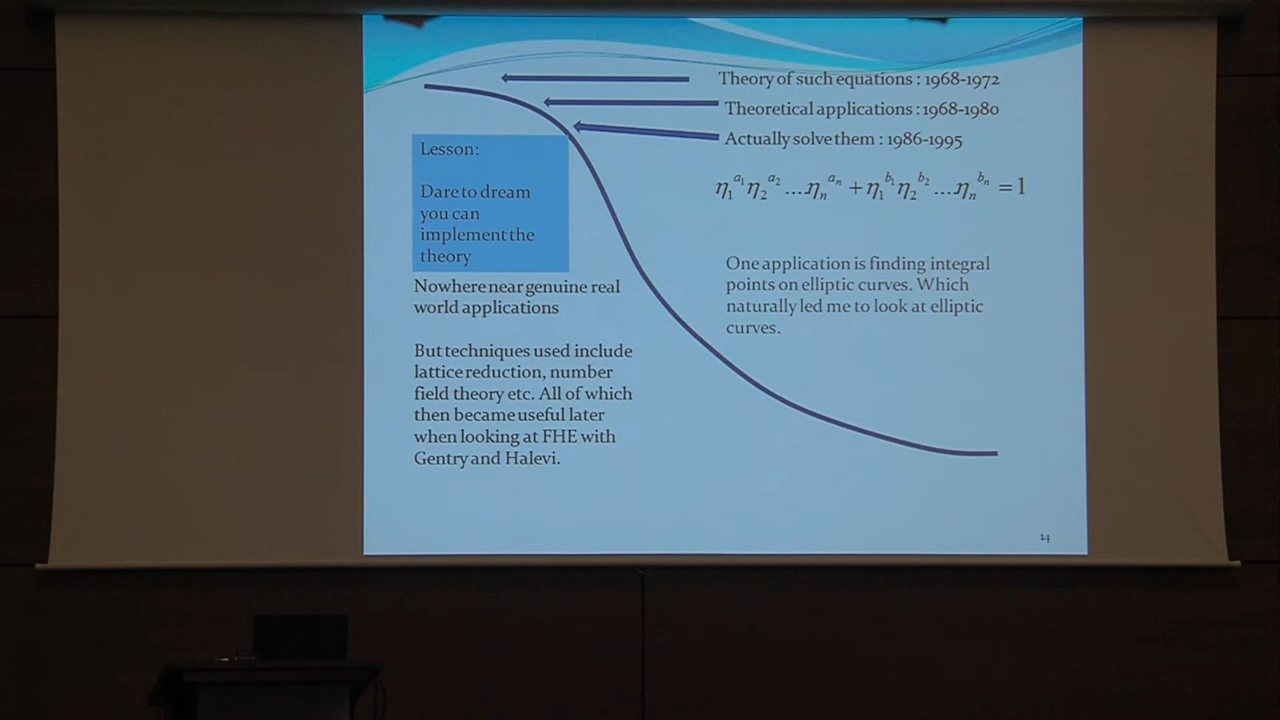 Theory of such equations : 1968-1972
Theoretical applications : 1968-1980
Actually solve them : 1986-1995
η₁^{a₁} η₂^{a₂} ....η_n^{a_n} + η₁^{b₁} η₂^{b₂} ....η_n^{b_n} = 1
Lesson:
Dare to dream
you can
implement the
theory
Nowhere near genuine real
world applications
But techniques used include
lattice reduction, number
field theory etc. All of which
then became useful later
when looking at FHE with
Gentry and Halevi.
One application is finding integral
points on elliptic curves. Which
naturally led me to look at elliptic
curves.
14